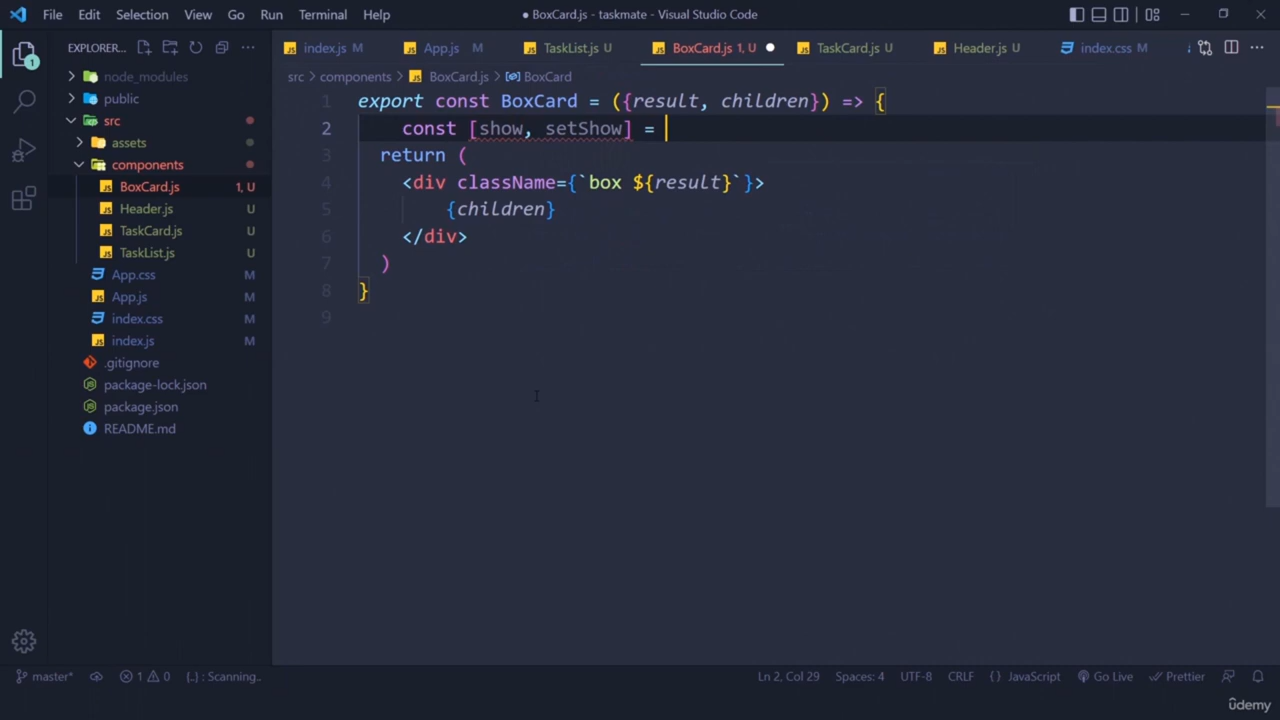 File Edit Selection View Go Run Terminal Help
● BoxCard.js - taskmate - Visual Studio Code
EXPLORER...
index.js M
App.js M
TaskList.js U
BoxCard.js 1, U
TaskCard.js U
Header.js U
index.css M
src > components > BoxCard.js > BoxCard
node_modules
public
src
assets
components
BoxCard.js 1, U
Header.js U
TaskCard.js U
TaskList.js U
App.css M
App.js M
index.css M
index.js M
.gitignore
package-lock.json
package.json
README.md
1 export const BoxCard = ({result, children}) => {
2 const [show, setShow] =
3 return (
4 <div className={`box ${result}`}>
5 {children}
6 </div>
7 )
8 }
9
master* 1 0 {..} : Scanning.. Ln 2, Col 29 Spaces: 4 UTF-8 CRLF {} JavaScript Go Live Prettier
udemy